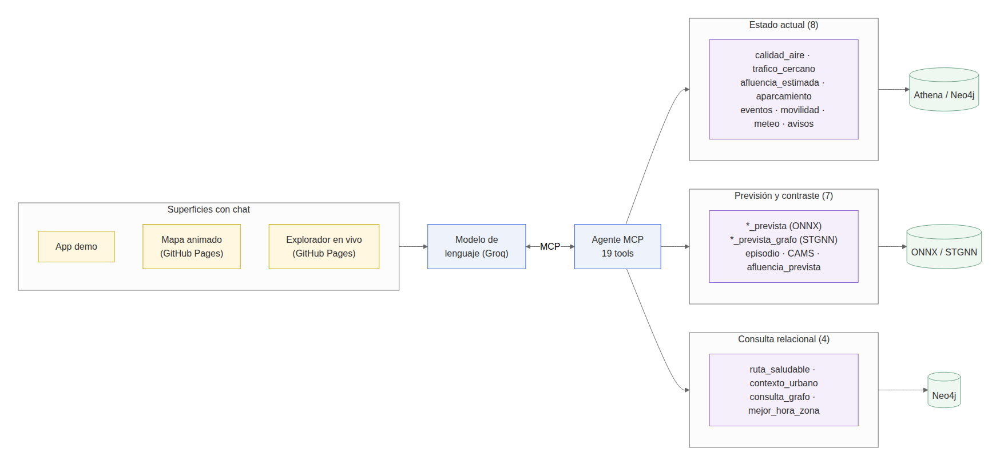 Superficies con chat
App demo
Mapa animado
(GitHub Pages)
Explorador en vivo
(GitHub Pages)
Modelo de
lenguaje (Groq)
MCP
Agente MCP
19 tools
Estado actual (8)
calidad_aire ·
trafico_cercano
afluencia_estimada ·
aparcamiento
eventos · movilidad ·
meteo · avisos
Athena / Neo4j
Previsión y contraste (7)
*_prevista (ONNX)
*_prevista_grafo (STGNN)
episodio · CAMS ·
afluencia_prevista
ONNX / STGNN
Consulta relacional (4)
ruta_saludable ·
contexto_urbano
consulta_grafo ·
mejor_hora_zona
Neo4j